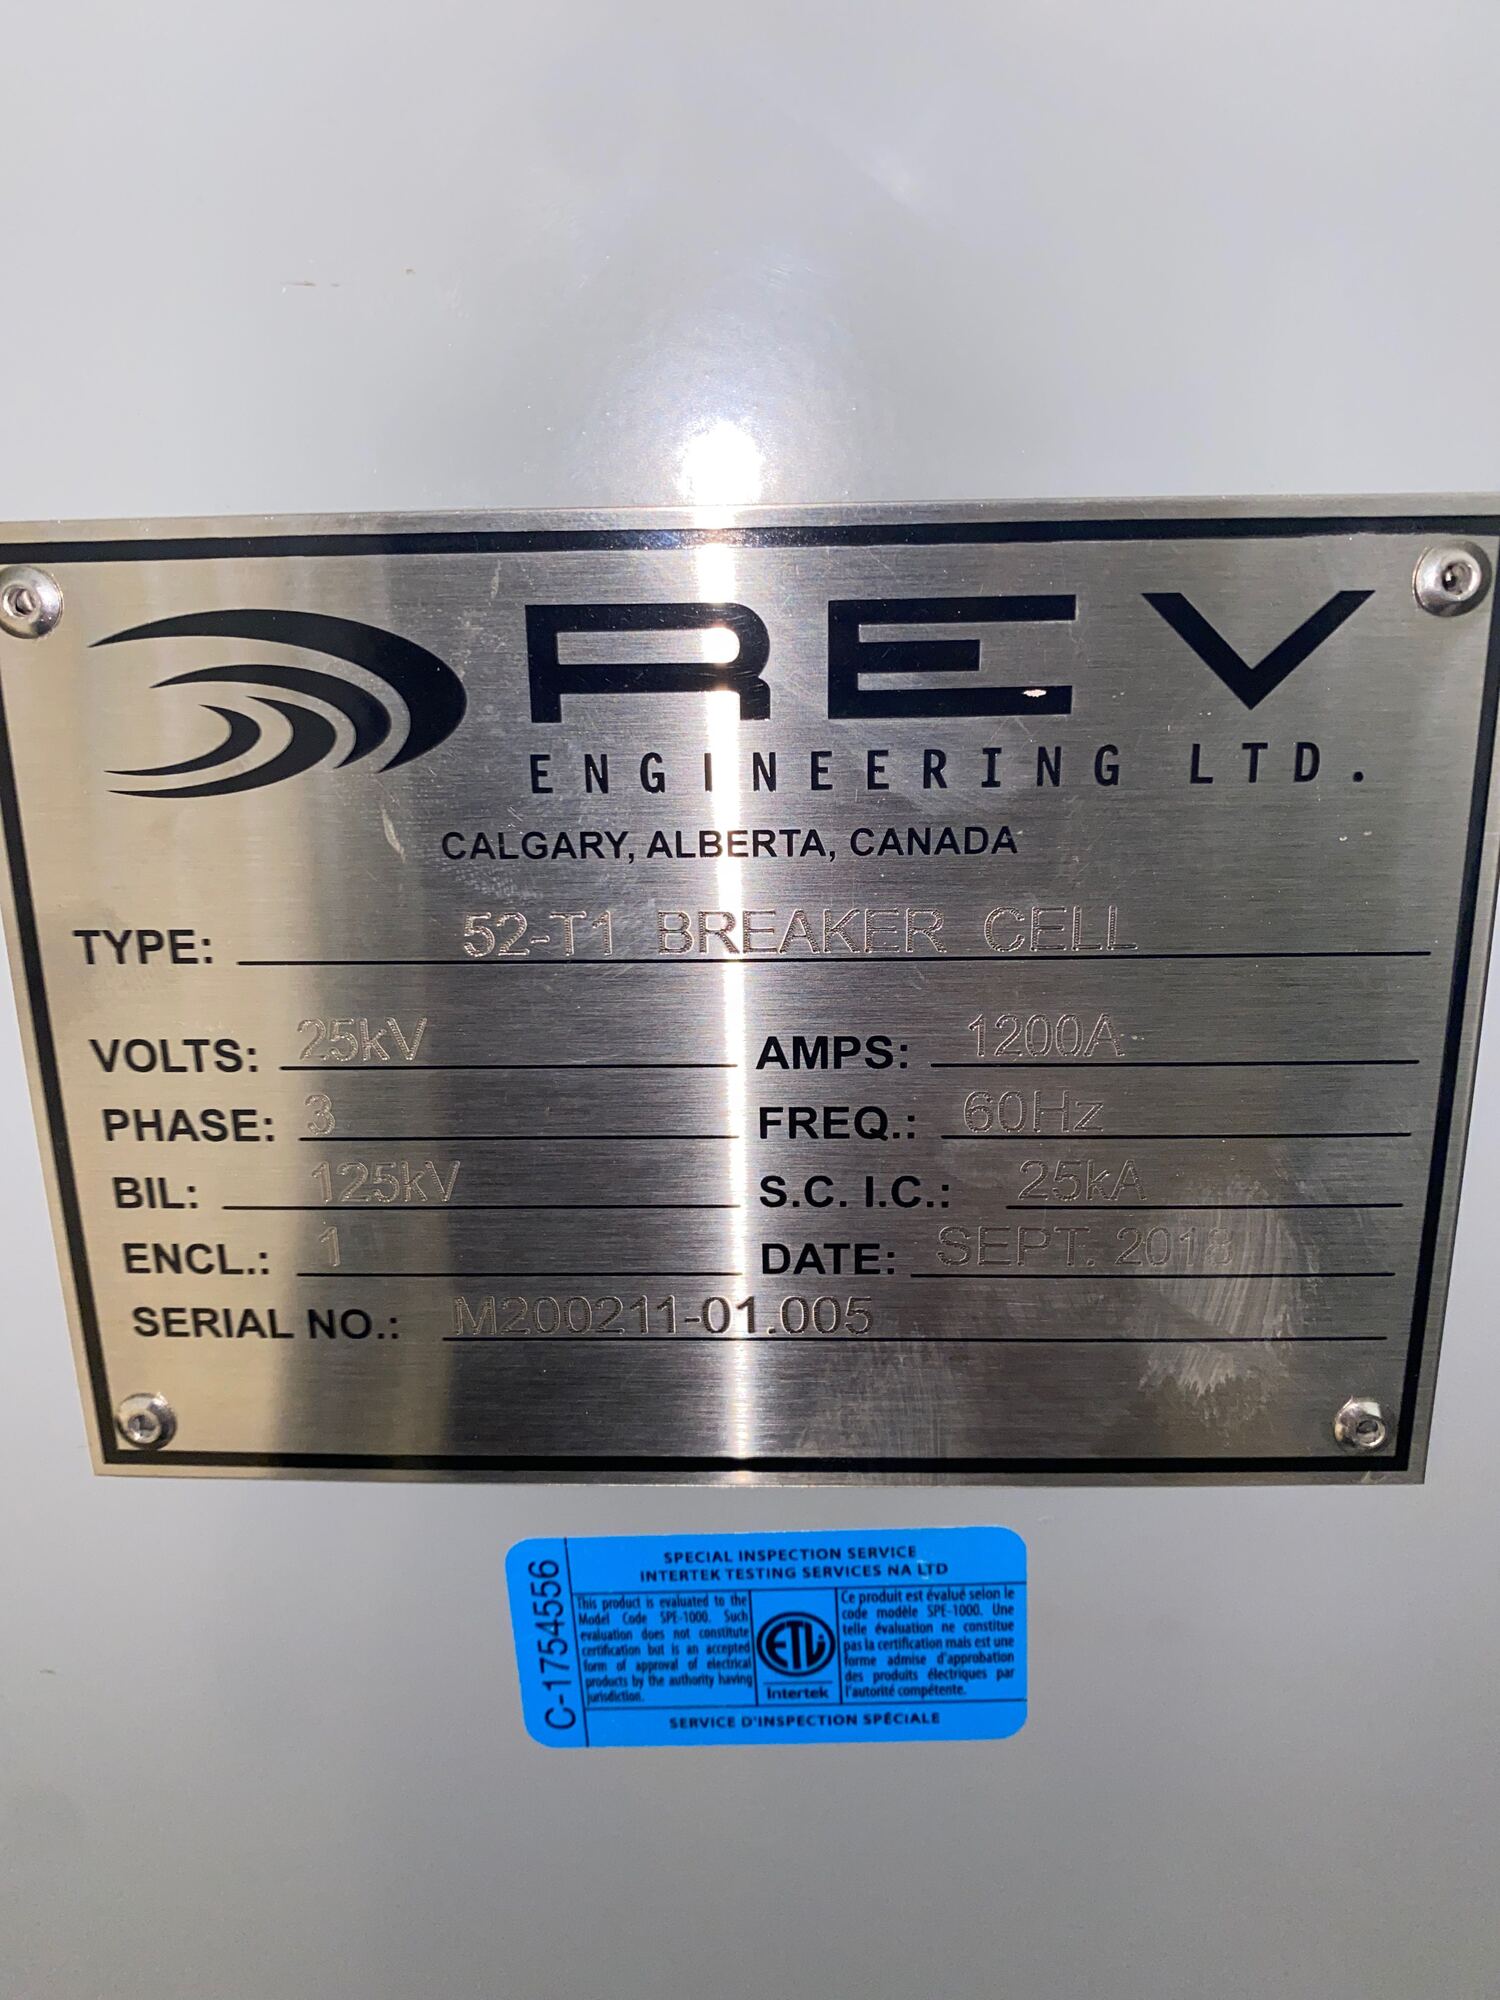 REV
ENGINEERING LTD.
CALGARY, ALBERTA, CANADA
TYPE: 52-T1 BREAKER CELL
VOLTS: 25kV AMPS: 1200A
PHASE: 3 FREQ.: 60Hz
BIL: 125kV S.C. I.C.: 25kA
ENCL.: 1 DATE: SEPT. 2018
SERIAL NO.: M200211-01.005
C-1754556
SPECIAL INSPECTION SERVICE
INTERTEK TESTING SERVICES NA LTD
This product is evaluated to the
Model Code SPE-1000. Such
evaluation does not constitute
certification but is an accepted
form of approval of electrical
products by the authority having
jurisdiction.
ETL
Intertek
Ce produit est évalué selon le
code modèle SPE-1000. Une
telle évaluation ne constitue
pas la certification mais est une
forme admise d'approbation
des produits électriques par
l'autorité compétente.
SERVICE D'INSPECTION SPÉCIALE